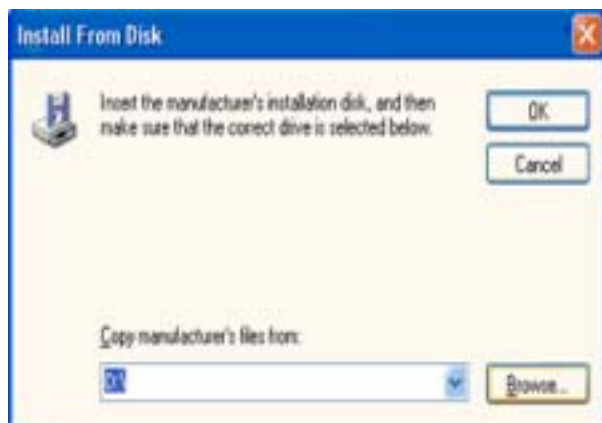 Install From Disk
Insert the manufacturer's installation disk, and then
make sure that the correct drive is selected below.
OK
Cancel
Copy manufacturer's files from:
D:\
Browse...